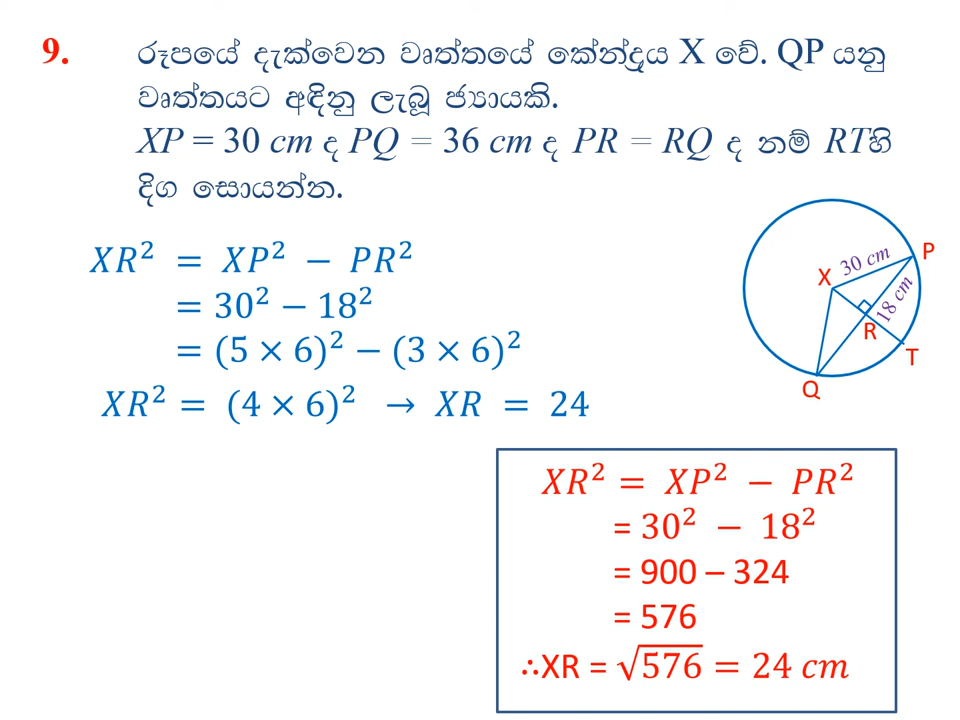 9. රූපයේ දැක්වෙන වෘත්තයේ කේන්ද්‍රය X වේ. QP යනු
වෘත්තයට අඳිනු ලැබූ ජ්‍යායකි.
XP = 30 cm ද PQ = 36 cm ද PR = RQ ද නම් RTහි
දිග සොයන්න.
XR² = XP² − PR²
= 30² − 18²
= (5 × 6)² − (3 × 6)²
XR² = (4 × 6)² → XR = 24
P
X
30 cm
18 cm
R
T
Q
XR² = XP² − PR²
= 30² − 18²
= 900 – 324
= 576
∴XR = √576 = 24 cm